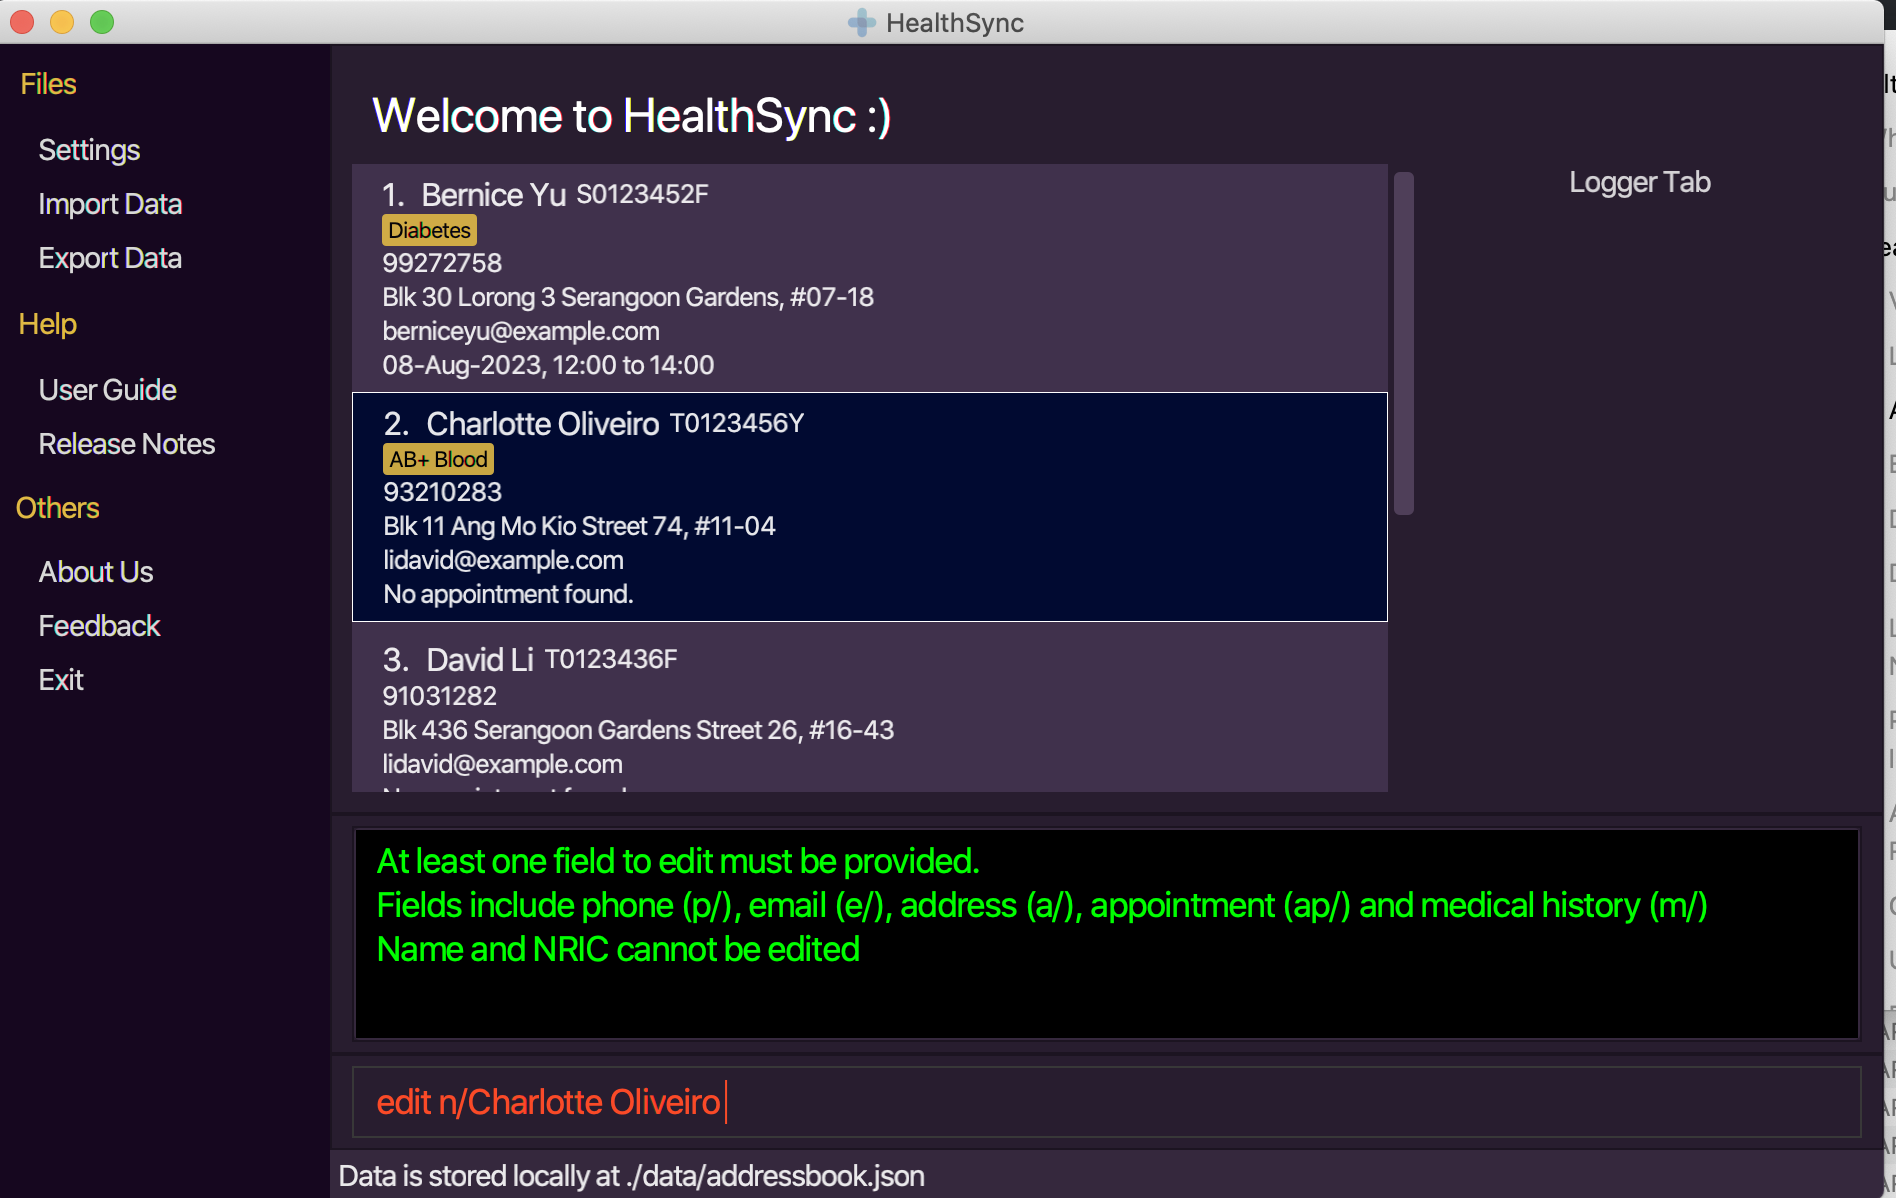 HealthSync
Files
Settings
Import Data
Export Data
Help
User Guide
Release Notes
Others
About Us
Feedback
Exit
Welcome to HealthSync :)
1. Bernice Yu S0123452F
Diabetes
99272758
Blk 30 Lorong 3 Serangoon Gardens, #07-18
berniceyu@example.com
08-Aug-2023, 12:00 to 14:00
2. Charlotte Oliveiro T0123456Y
AB+ Blood
93210283
Blk 11 Ang Mo Kio Street 74, #11-04
lidavid@example.com
No appointment found.
3. David Li T0123436F
91031282
Blk 436 Serangoon Gardens Street 26, #16-43
lidavid@example.com
Logger Tab
At least one field to edit must be provided.
Fields include phone (p/), email (e/), address (a/), appointment (ap/) and medical history (m/)
Name and NRIC cannot be edited
edit n/Charlotte Oliveiro
Data is stored locally at ./data/addressbook.json